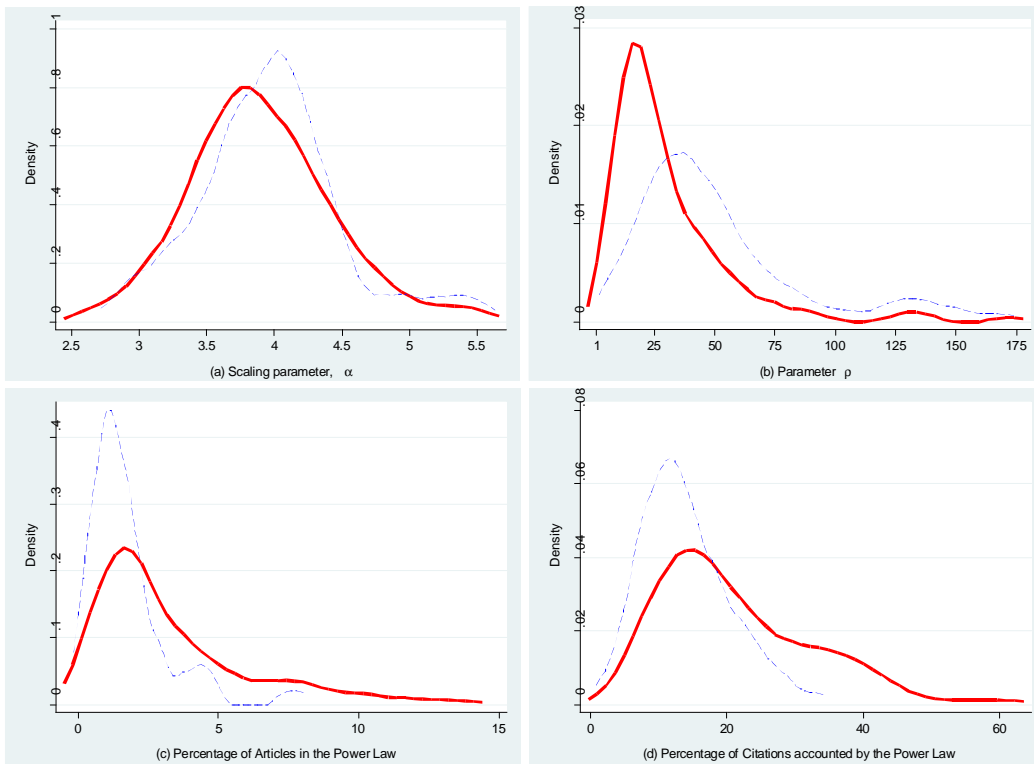 1
.8
.6
.4
.2
0
Density
2.5 3 3.5 4 4.5 5 5.5
(a) Scaling parameter, α
.03
.02
.01
0
Density
1 25 50 75 100 125 150 175
(b) Parameter ρ
.4
.3
.2
.1
0
Density
0 5 10 15
(c) Percentage of Articles in the Power Law
.08
.06
.04
.02
0
Density
0 20 40 60
(d) Percentage of Citations accounted by the Power Law